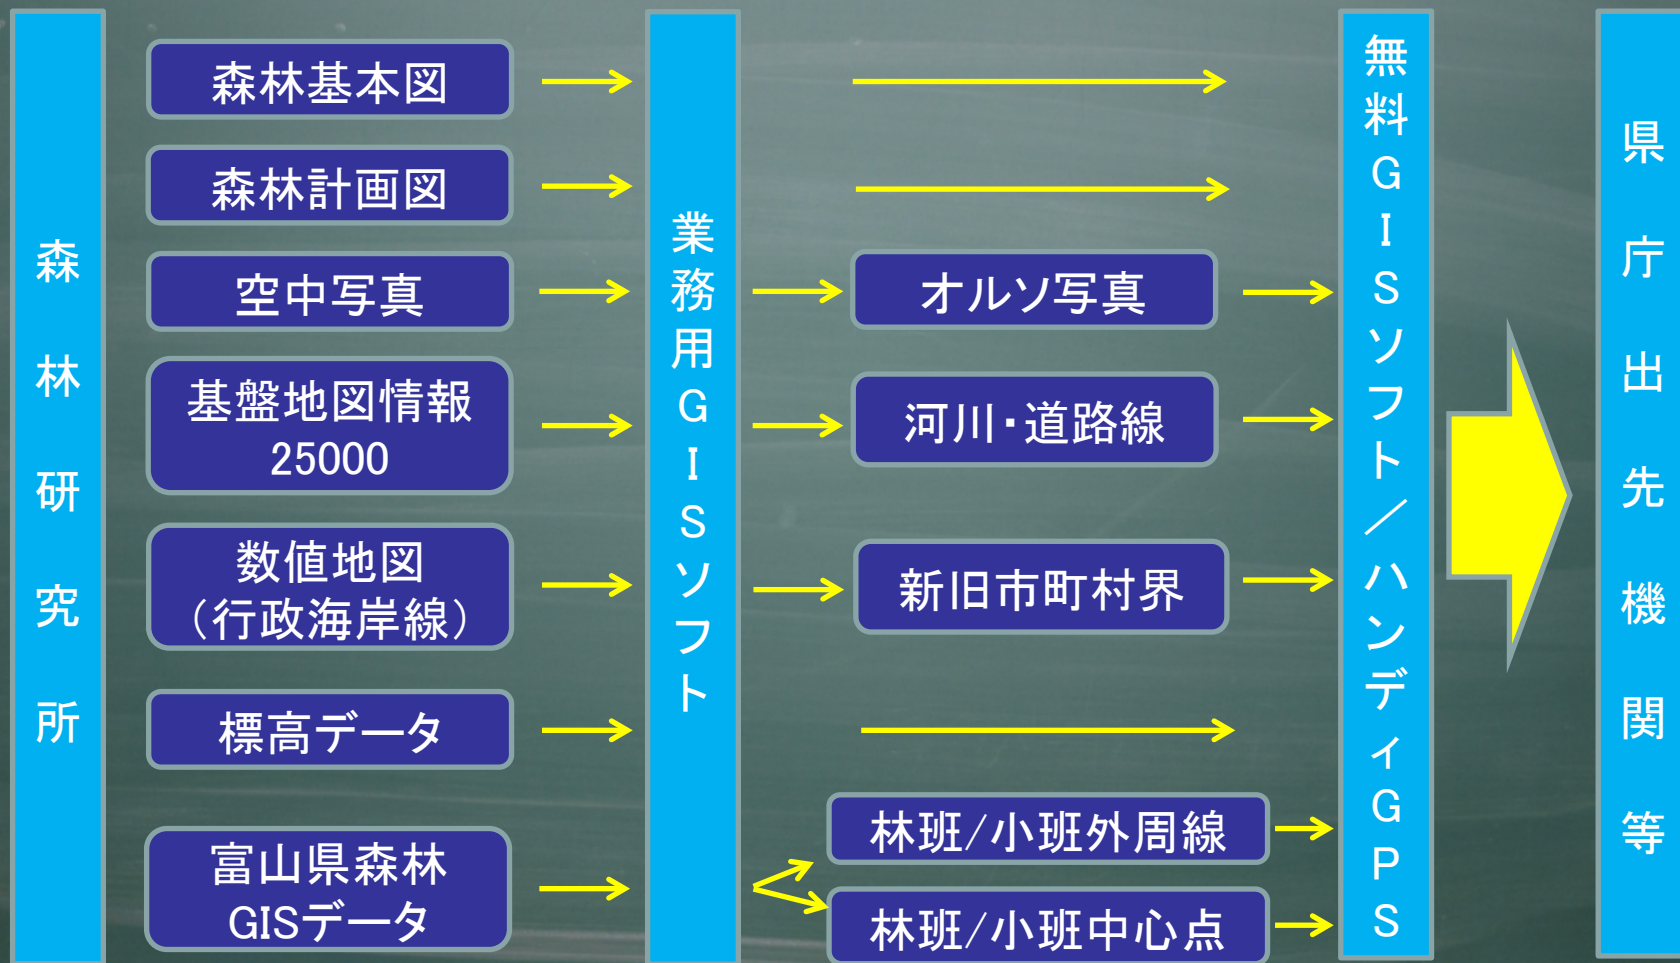 森林研究所
森林基本図
森林計画図
空中写真
基盤地図情報
25000
数値地図
（行政海岸線）
標高データ
富山県森林
GISデータ
業務用GISソフト
オルソ写真
河川・道路線
新旧市町村界
林班/小班外周線
林班/小班中心点
無料GISソフト／ハンディGPS
県庁出先機関等